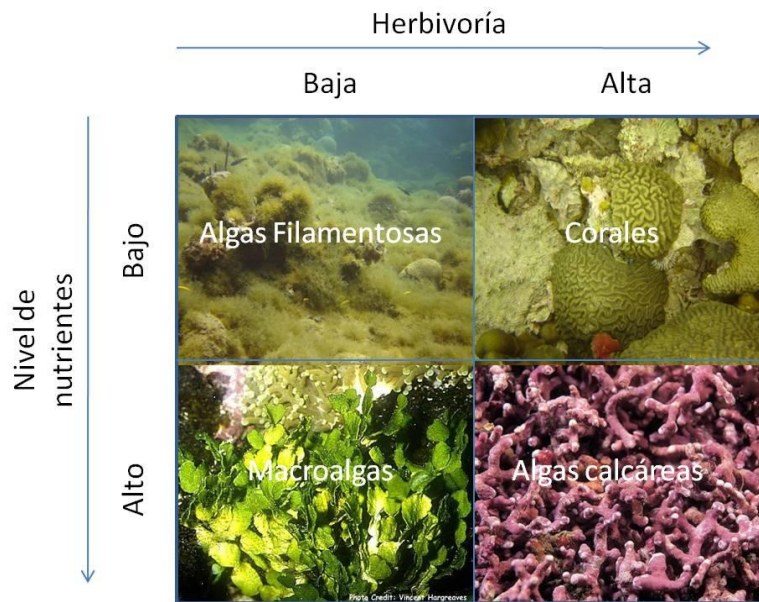 Herbivoría
Baja
Alta
Nivel de
nutrientes
Bajo
Algas Filamentosas
Corales
Alto
Macroalgas
Algas calcáreas
Photo Credit: Vincent Hargreaves